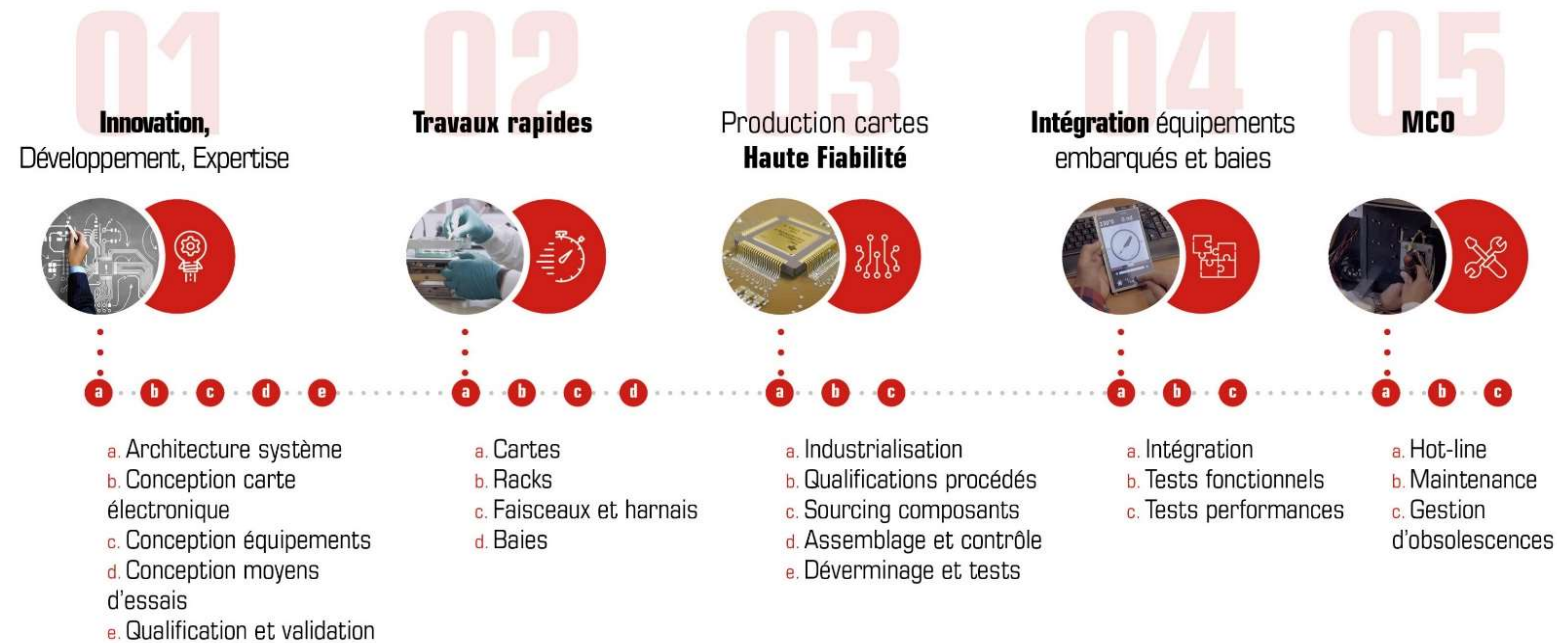 01
Innovation,
Développement, Expertise
a
b
c
d
e
a. Architecture système
b. Conception carte
électronique
c. Conception équipements
d. Conception moyens
d'essais
e. Qualification et validation
02
Travaux rapides
a
b
c
d
a. Cartes
b. Racks
c. Faisceaux et harnais
d. Baies
03
Production cartes
Haute Fiabilité
a
b
c
a. Industrialisation
b. Qualifications procédés
c. Sourcing composants
d. Assemblage et contrôle
e. Déverminage et tests
04
Intégration équipements
embarqués et baies
a
b
c
a. Intégration
b. Tests fonctionnels
c. Tests performances
05
MCO
a
b
c
a. Hot-line
b. Maintenance
c. Gestion
d'obsolescences